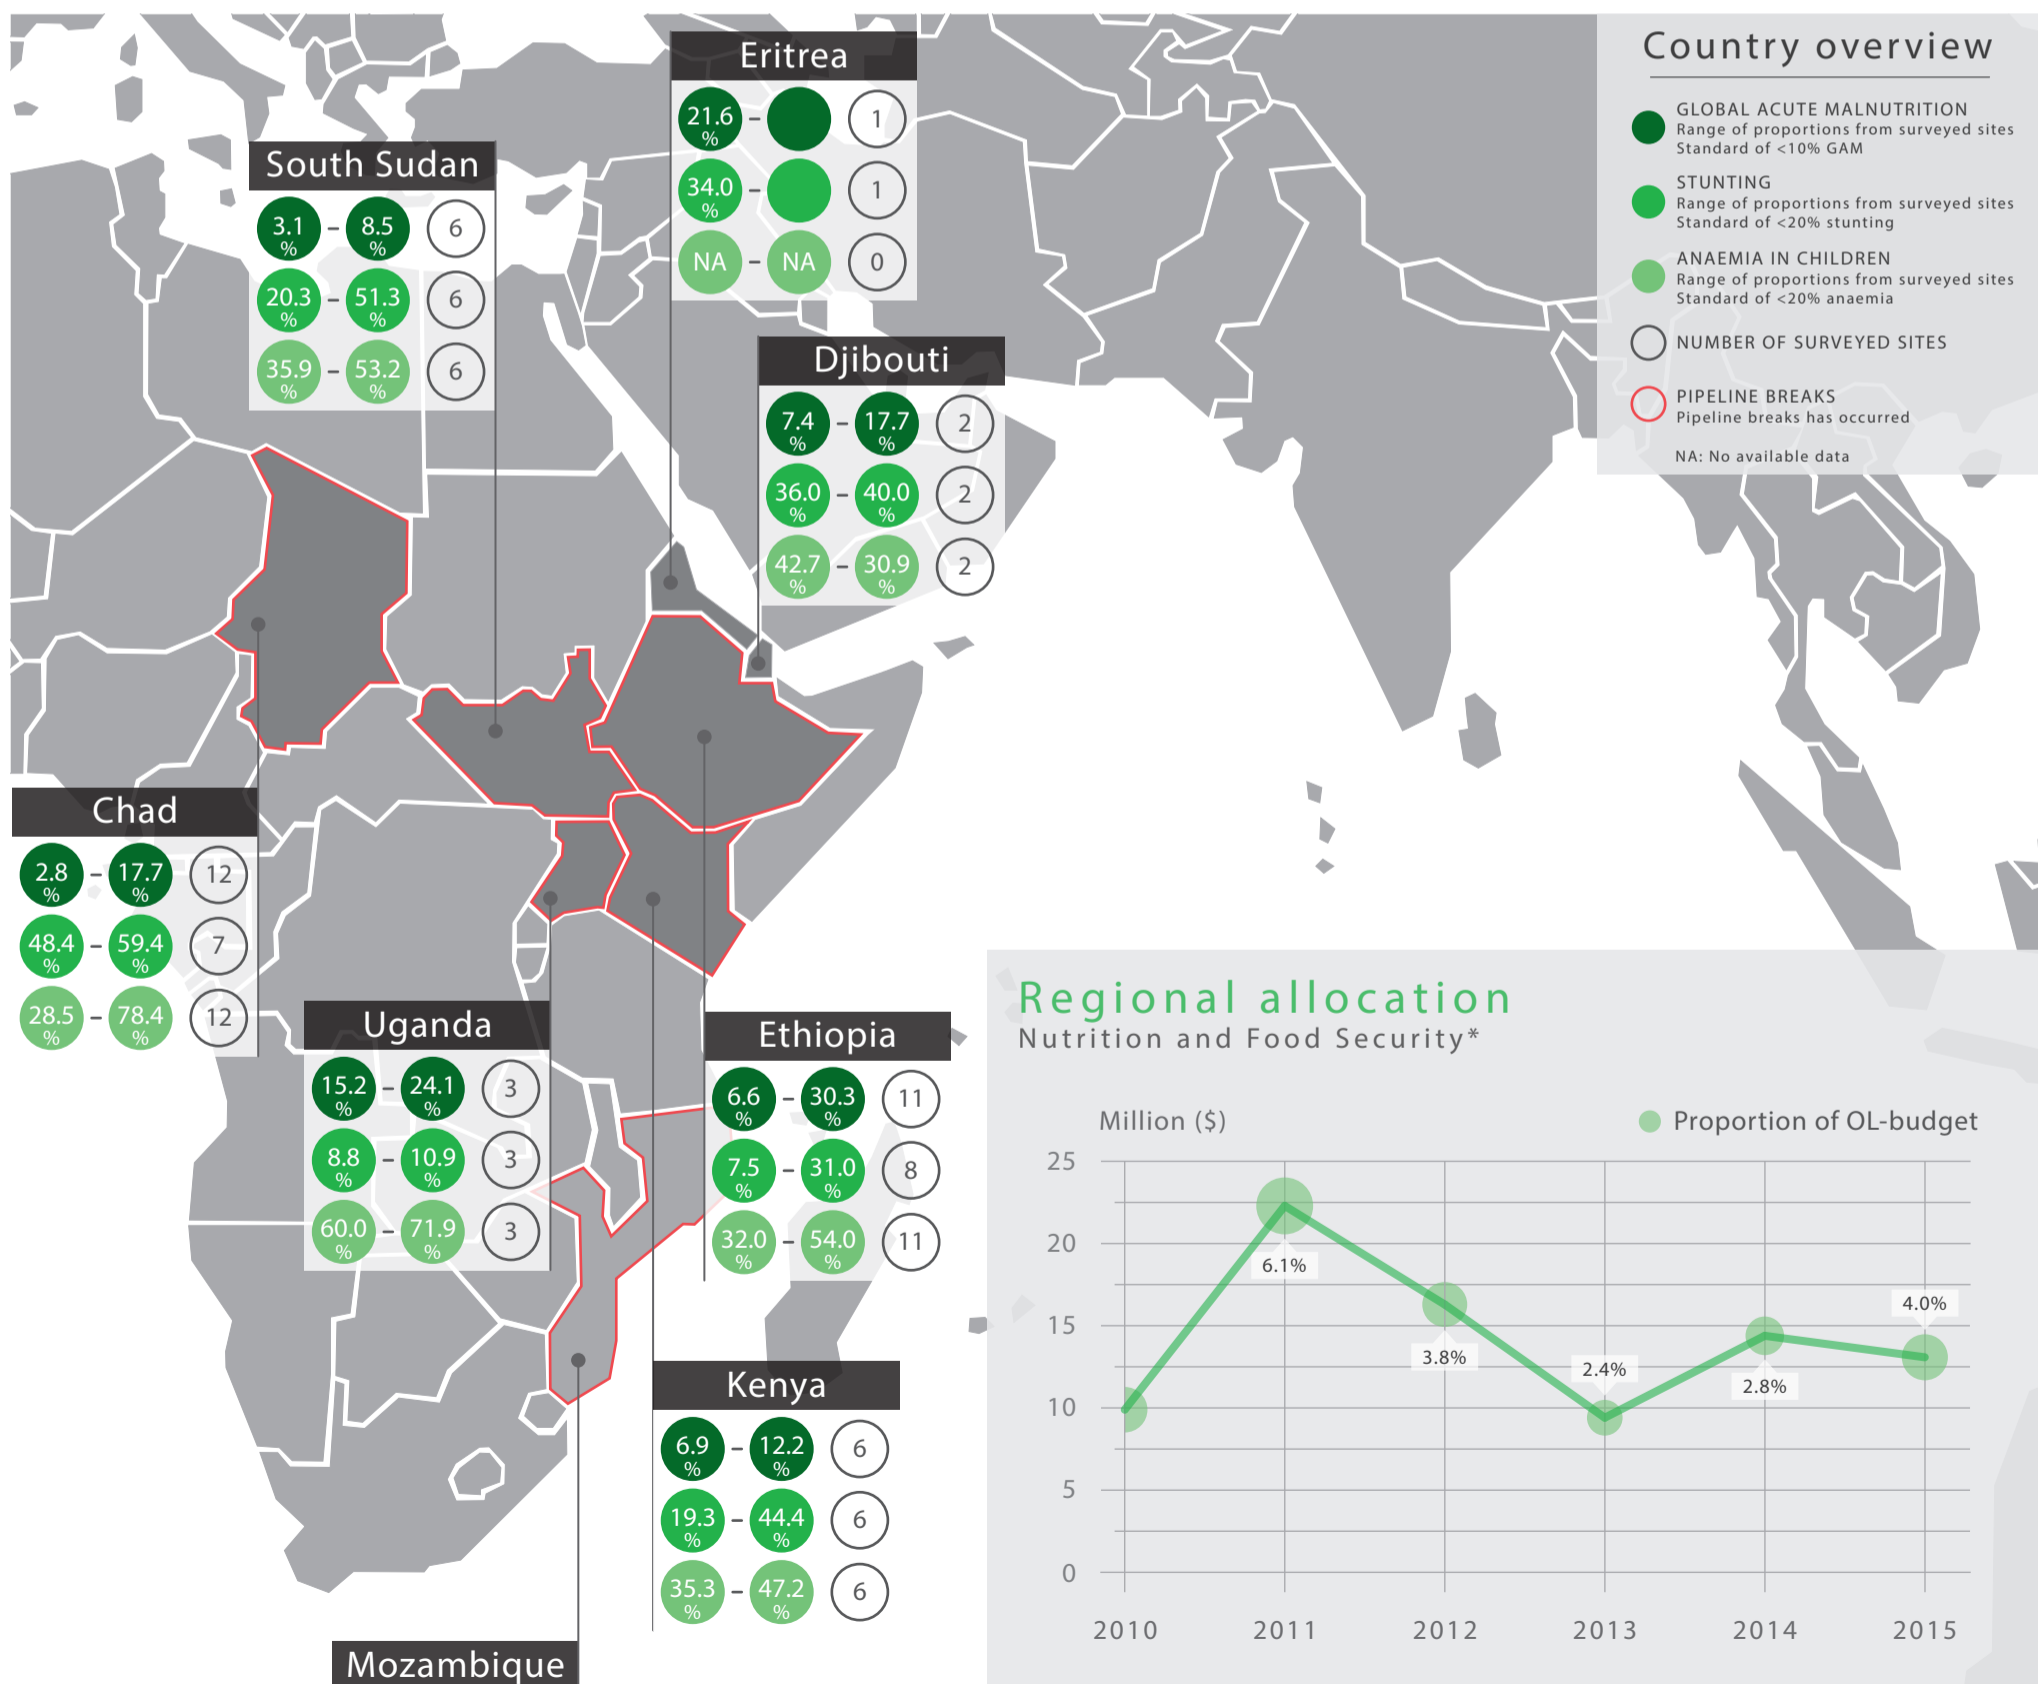 Eritrea
21.6 % – 1
34.0 % – 1
NA – NA 0
South Sudan
3.1 % – 8.5 % 6
20.3 % – 51.3 % 6
35.9 % – 53.2 % 6
Djibouti
7.4 % – 17.7 % 2
36.0 % – 40.0 % 2
42.7 % – 30.9 % 2
Country overview
GLOBAL ACUTE MALNUTRITION
Range of proportions from surveyed sites
Standard of <10% GAM
STUNTING
Range of proportions from surveyed sites
Standard of <20% stunting
ANAEMIA IN CHILDREN
Range of proportions from surveyed sites
Standard of <20% anaemia
NUMBER OF SURVEYED SITES
PIPELINE BREAKS
Pipeline breaks has occurred
NA: No available data
Chad
2.8 % – 17.7 % 12
48.4 % – 59.4 % 7
28.5 % – 78.4 % 12
Uganda
15.2 % – 24.1 % 3
8.8 % – 10.9 % 3
60.0 % – 71.9 % 3
Ethiopia
6.6 % – 30.3 % 11
7.5 % – 31.0 % 8
32.0 % – 54.0 % 11
Kenya
6.9 % – 12.2 % 6
19.3 % – 44.4 % 6
35.3 % – 47.2 % 6
Mozambique
Regional allocation
Nutrition and Food Security*
Million ($)
Proportion of OL-budget
25
20
15
10
5
0
6.1%
3.8%
2.4%
2.8%
4.0%
2010 2011 2012 2013 2014 2015